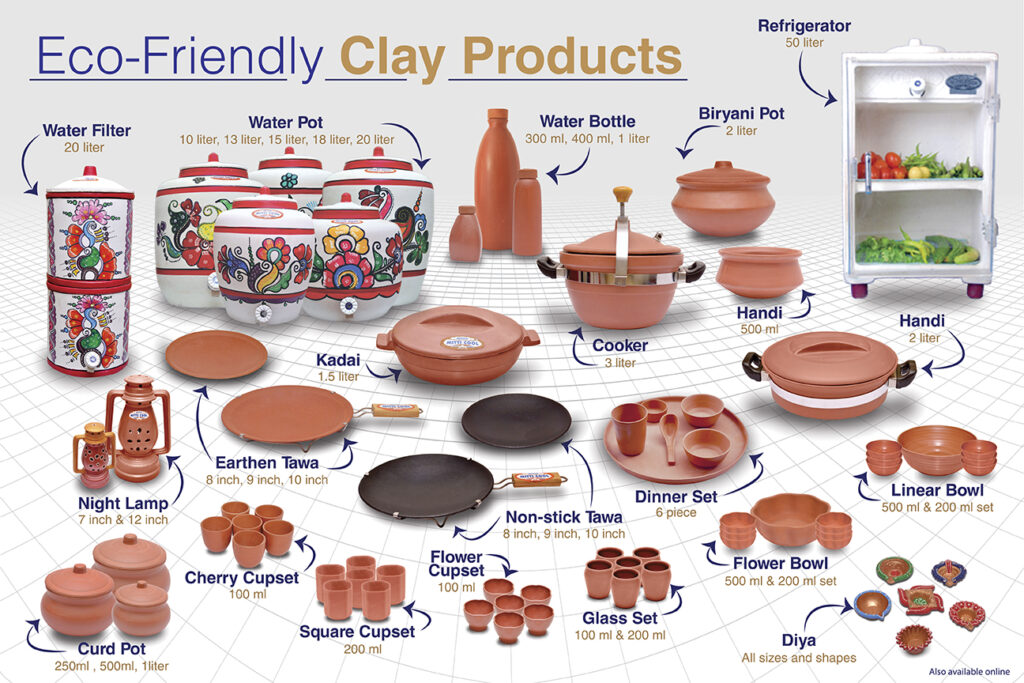 Eco-Friendly Clay Products
Refrigerator
50 liter
Water Filter
20 liter
Water Pot
10 liter, 13 liter, 15 liter, 18 liter, 20 liter
Water Bottle
300 ml, 400 ml, 1 liter
Biryani Pot
2 liter
Kadai
1.5 liter
MITTI COOL
Cooker
3 liter
Handi
500 ml
Handi
2 liter
Earthen Tawa
8 inch, 9 inch, 10 inch
Night Lamp
7 inch & 12 inch
Non-stick Tawa
8 inch, 9 inch, 10 inch
Dinner Set
6 piece
Linear Bowl
500 ml & 200 ml set
Cherry Cupset
100 ml
Flower
Cupset
100 ml
Flower Bowl
500 ml & 200 ml set
Square Cupset
200 ml
Glass Set
100 ml & 200 ml
Curd Pot
250ml , 500ml, 1liter
Diya
All sizes and shapes
Also available online